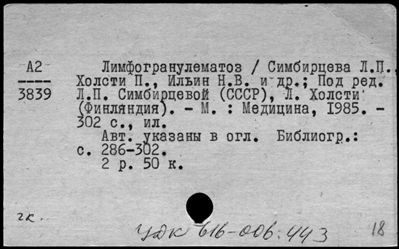 А2 Лимфогранулематоз / Симбирцева Л.П.,
---- Холсти П., Ильин Н.В. и др.; Под ред.
3839 Л.П. Симбирцевой (СССР), Л. Холсти
(Финляндия). - М. : Медицина, 1985. -
302 с., ил.
Авт. указаны в огл. Библиогр.:
с. 286-302.
2 р. 50 к.
2к.
УДК 616-006.443
18